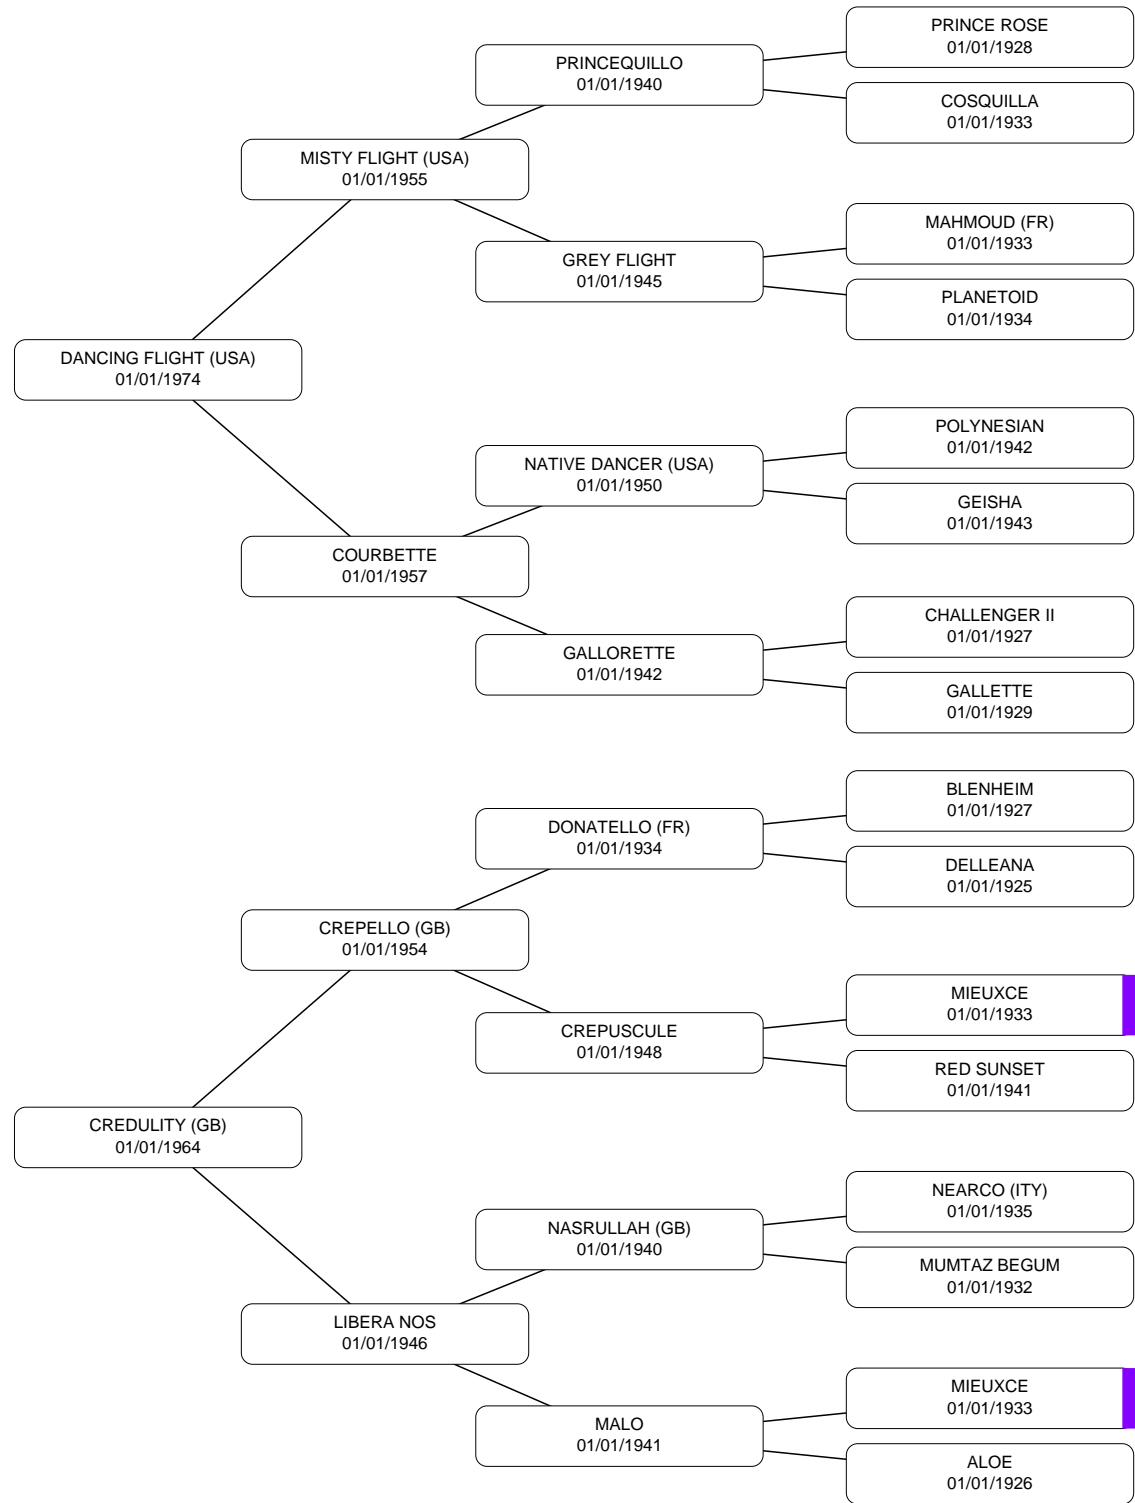 PRINCE ROSE
01/01/1928
PRINCEQUILLO
01/01/1940
COSQUILLA
01/01/1933
MISTY FLIGHT (USA)
01/01/1955
MAHMOUD (FR)
01/01/1933
GREY FLIGHT
01/01/1945
PLANETOID
01/01/1934
DANCING FLIGHT (USA)
01/01/1974
POLYNESIAN
01/01/1942
NATIVE DANCER (USA)
01/01/1950
GEISHA
01/01/1943
COURBETTE
01/01/1957
CHALLENGER II
01/01/1927
GALLORETTE
01/01/1942
GALLETTE
01/01/1929
BLENHEIM
01/01/1927
DONATELLO (FR)
01/01/1934
DELLEANA
01/01/1925
CREPELLO (GB)
01/01/1954
MIEUXCE
01/01/1933
CREPUSCULE
01/01/1948
RED SUNSET
01/01/1941
CREDULITY (GB)
01/01/1964
NEARCO (ITY)
01/01/1935
NASRULLAH (GB)
01/01/1940
MUMTAZ BEGUM
01/01/1932
LIBERA NOS
01/01/1946
MIEUXCE
01/01/1933
MALO
01/01/1941
ALOE
01/01/1926